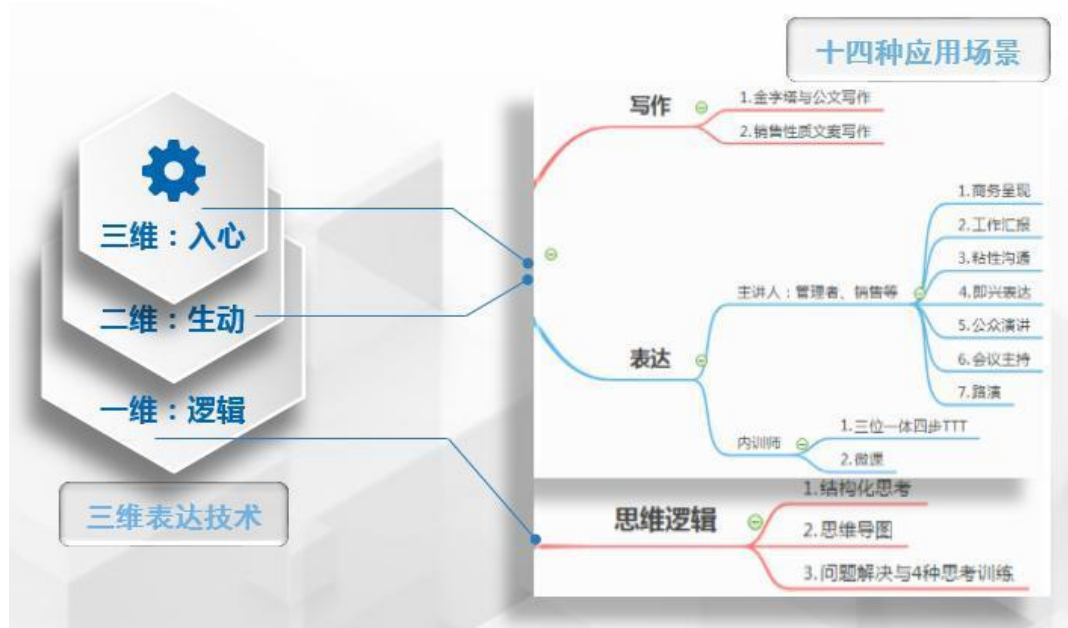 十四种应用场景
三维：入心
二维：生动
一维：逻辑
三维表达技术
写作
1.金字塔与公文写作
2.销售性质文案写作
表达
主讲人：管理者、销售等
1.商务呈现
2.工作汇报
3.粘性沟通
4.即兴表达
5.公众演讲
6.会议主持
7.路演
内训师
1.三位一体四步TTT
2.微课
思维逻辑
1.结构化思考
2.思维导图
3.问题解决与4种思考训练